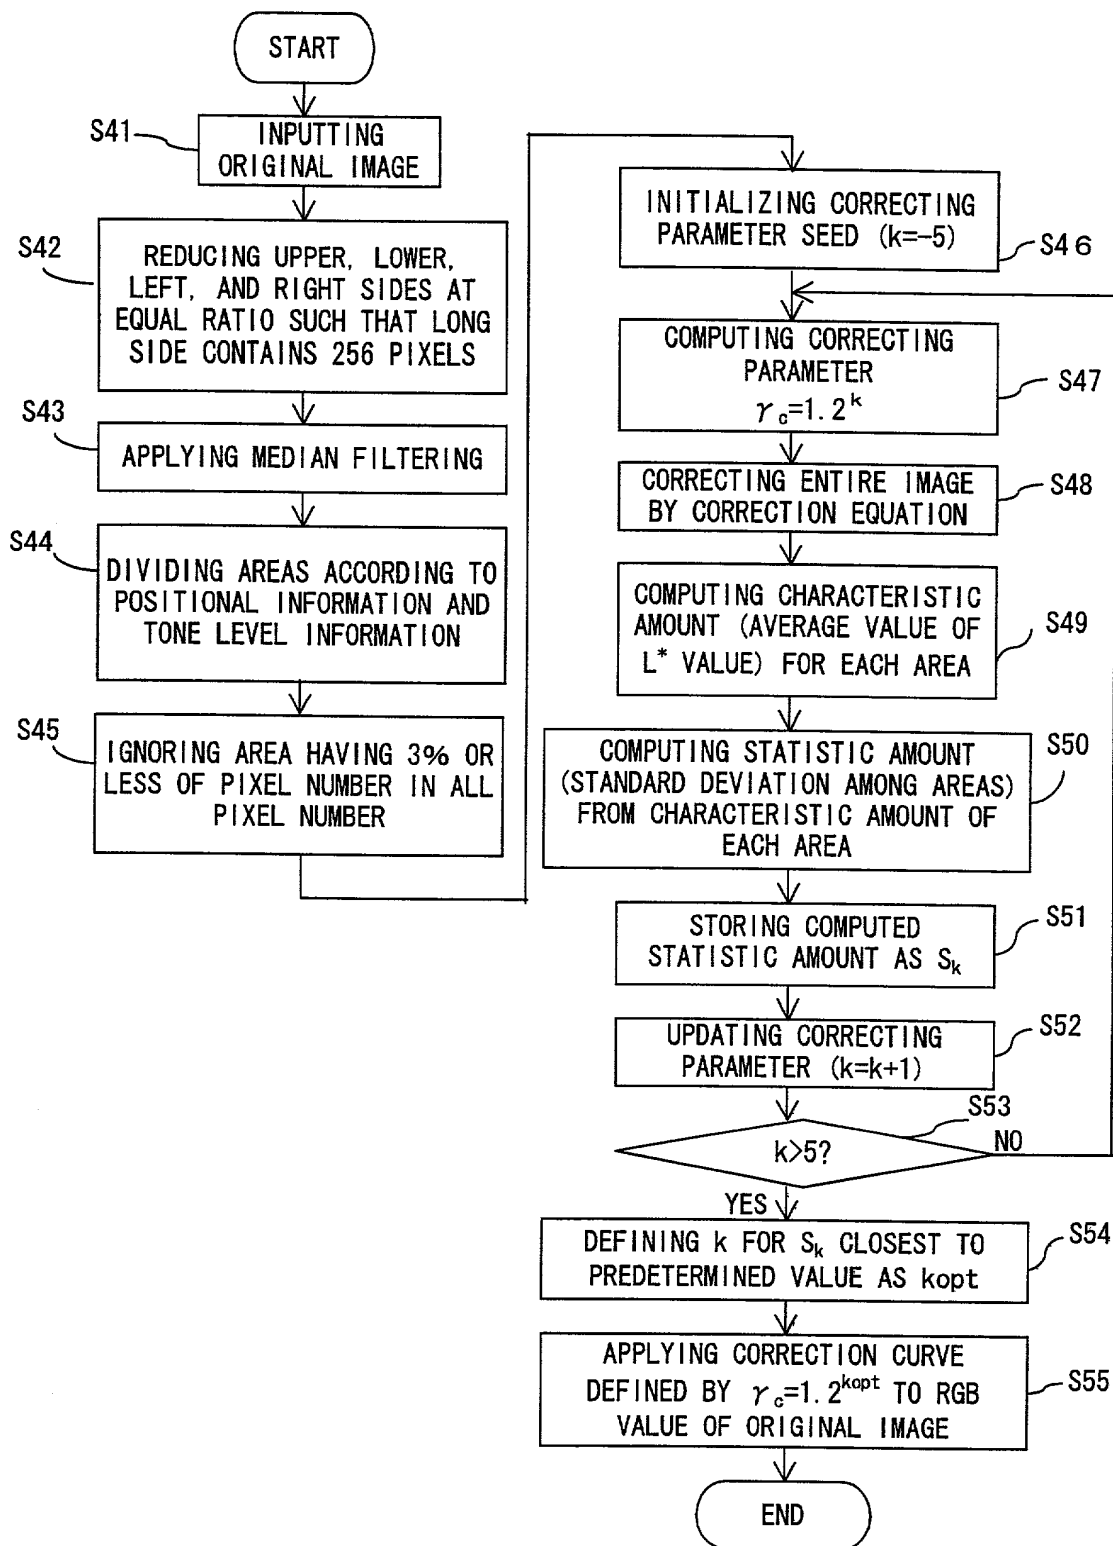 START
S41
INPUTTING
ORIGINAL IMAGE
S42
REDUCING UPPER, LOWER,
LEFT, AND RIGHT SIDES AT
EQUAL RATIO SUCH THAT LONG
SIDE CONTAINS 256 PIXELS
S43
APPLYING MEDIAN FILTERING
S44
DIVIDING AREAS ACCORDING TO
POSITIONAL INFORMATION AND
TONE LEVEL INFORMATION
S45
IGNORING AREA HAVING 3% OR
LESS OF PIXEL NUMBER IN ALL
PIXEL NUMBER
INITIALIZING CORRECTING
PARAMETER SEED (k=-5)
S46
COMPUTING CORRECTING
PARAMETER
γc=1.2^k
S47
CORRECTING ENTIRE IMAGE
BY CORRECTION EQUATION
S48
COMPUTING CHARACTERISTIC
AMOUNT (AVERAGE VALUE OF
L* VALUE) FOR EACH AREA
S49
COMPUTING STATISTIC AMOUNT
(STANDARD DEVIATION AMONG AREAS)
FROM CHARACTERISTIC AMOUNT OF
EACH AREA
S50
STORING COMPUTED
STATISTIC AMOUNT AS Sk
S51
UPDATING CORRECTING
PARAMETER (k=k+1)
S52
S53
k>5?
NO
YES
DEFINING k FOR Sk CLOSEST TO
PREDETERMINED VALUE AS kopt
S54
APPLYING CORRECTION CURVE
DEFINED BY γc=1.2^kopt TO RGB
VALUE OF ORIGINAL IMAGE
S55
END